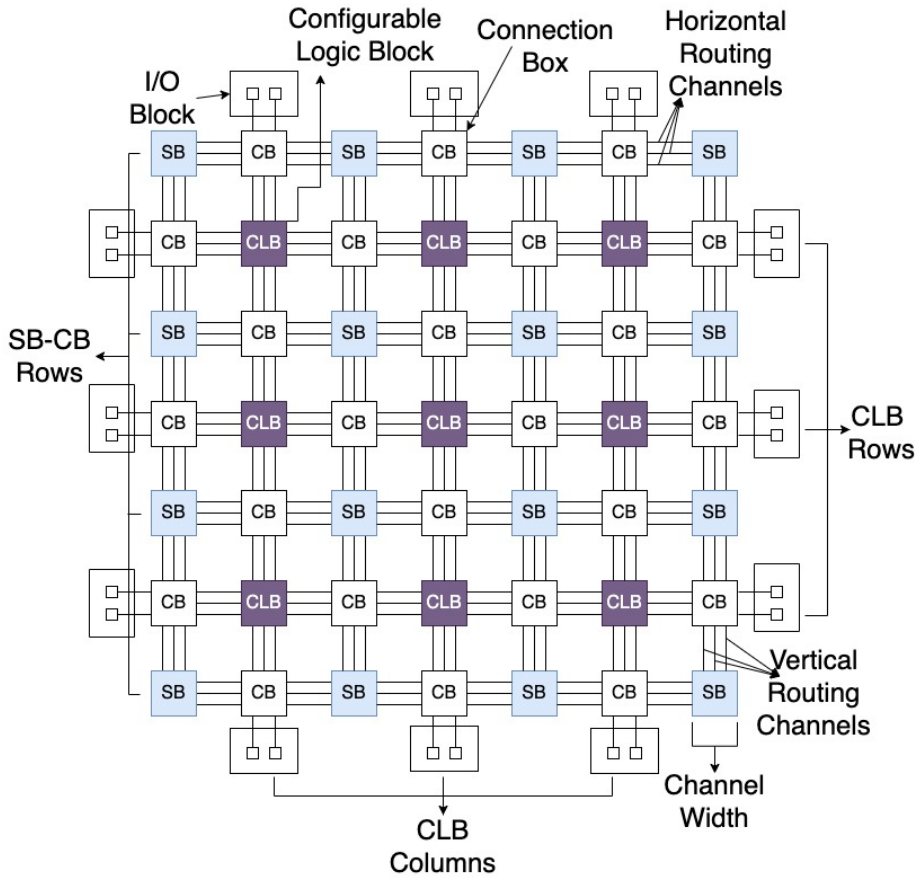 Configurable
Logic Block
Connection
Box
Horizontal
Routing
Channels
I/O
Block
SB CB SB CB SB CB SB
CB CLB CB CLB CB CLB CB
SB CB SB CB SB CB SB
SB-CB
Rows
CB CLB CB CLB CB CLB CB
CLB
Rows
SB CB SB CB SB CB SB
CB CLB CB CLB CB CLB CB
Vertical
Routing
Channels
SB CB SB CB SB CB SB
Channel
Width
CLB
Columns